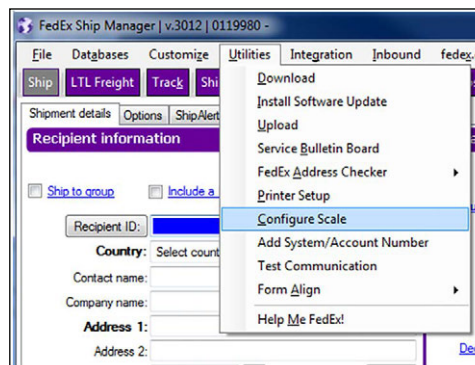 FedEx Ship Manager | v.3012 | 0119980 -
File Databases Customize Utilities Integration Inbound fedex.
Ship LTL Freight Track Shi
Shipment details Options ShipAlert
Recipient information
Ship to group Include a
Recipient ID:
Country: Select count
Contact name:
Company name:
Address 1:
Address 2:
Download
Install Software Update
Upload
Service Bulletin Board
FedEx Address Checker
Printer Setup
Configure Scale
Add System/Account Number
Test Communication
Form Align
Help Me FedEx!